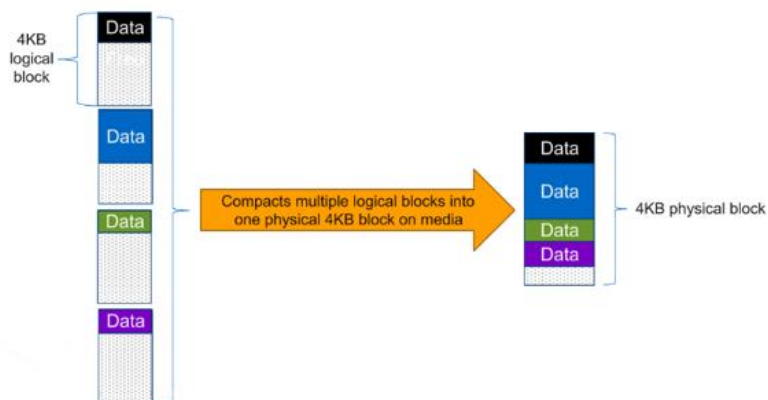 Data
4KB
logical
block
Data
Data
Data
Compacts multiple logical blocks into
one physical 4KB block on media
Data
Data
Data
Data
4KB physical block